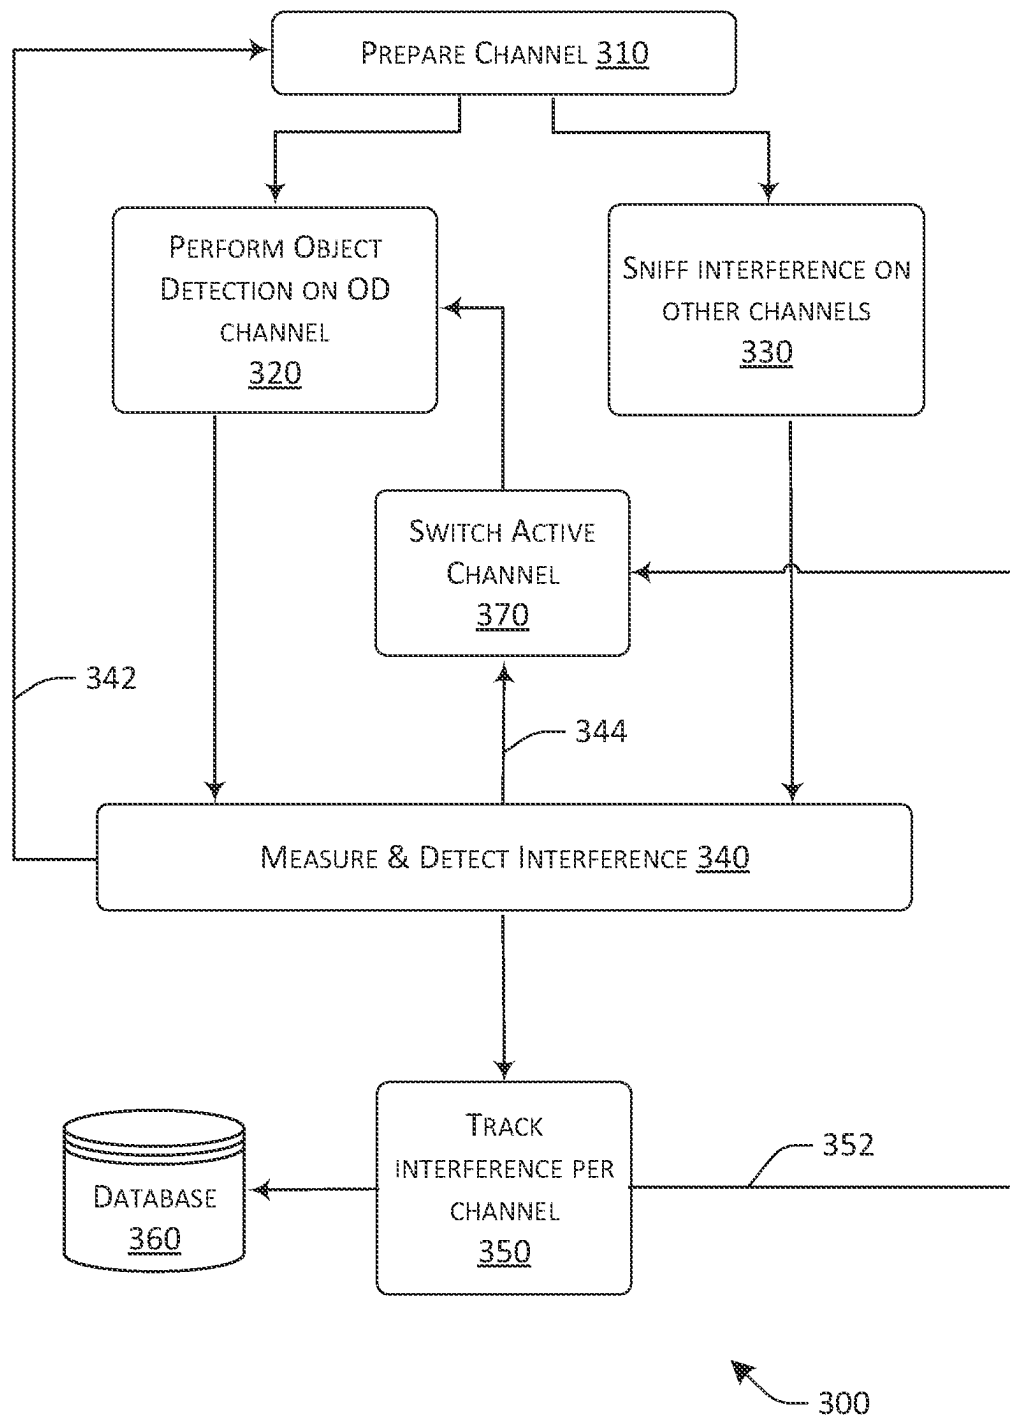 PREPARE CHANNEL 310
PERFORM OBJECT
DETECTION ON OD
CHANNEL
320
SNIFF INTERFERENCE ON
OTHER CHANNELS
330
SWITCH ACTIVE
CHANNEL
370
342
344
MEASURE & DETECT INTERFERENCE 340
TRACK
INTERFERENCE PER
CHANNEL
350
352
DATABASE
360
300